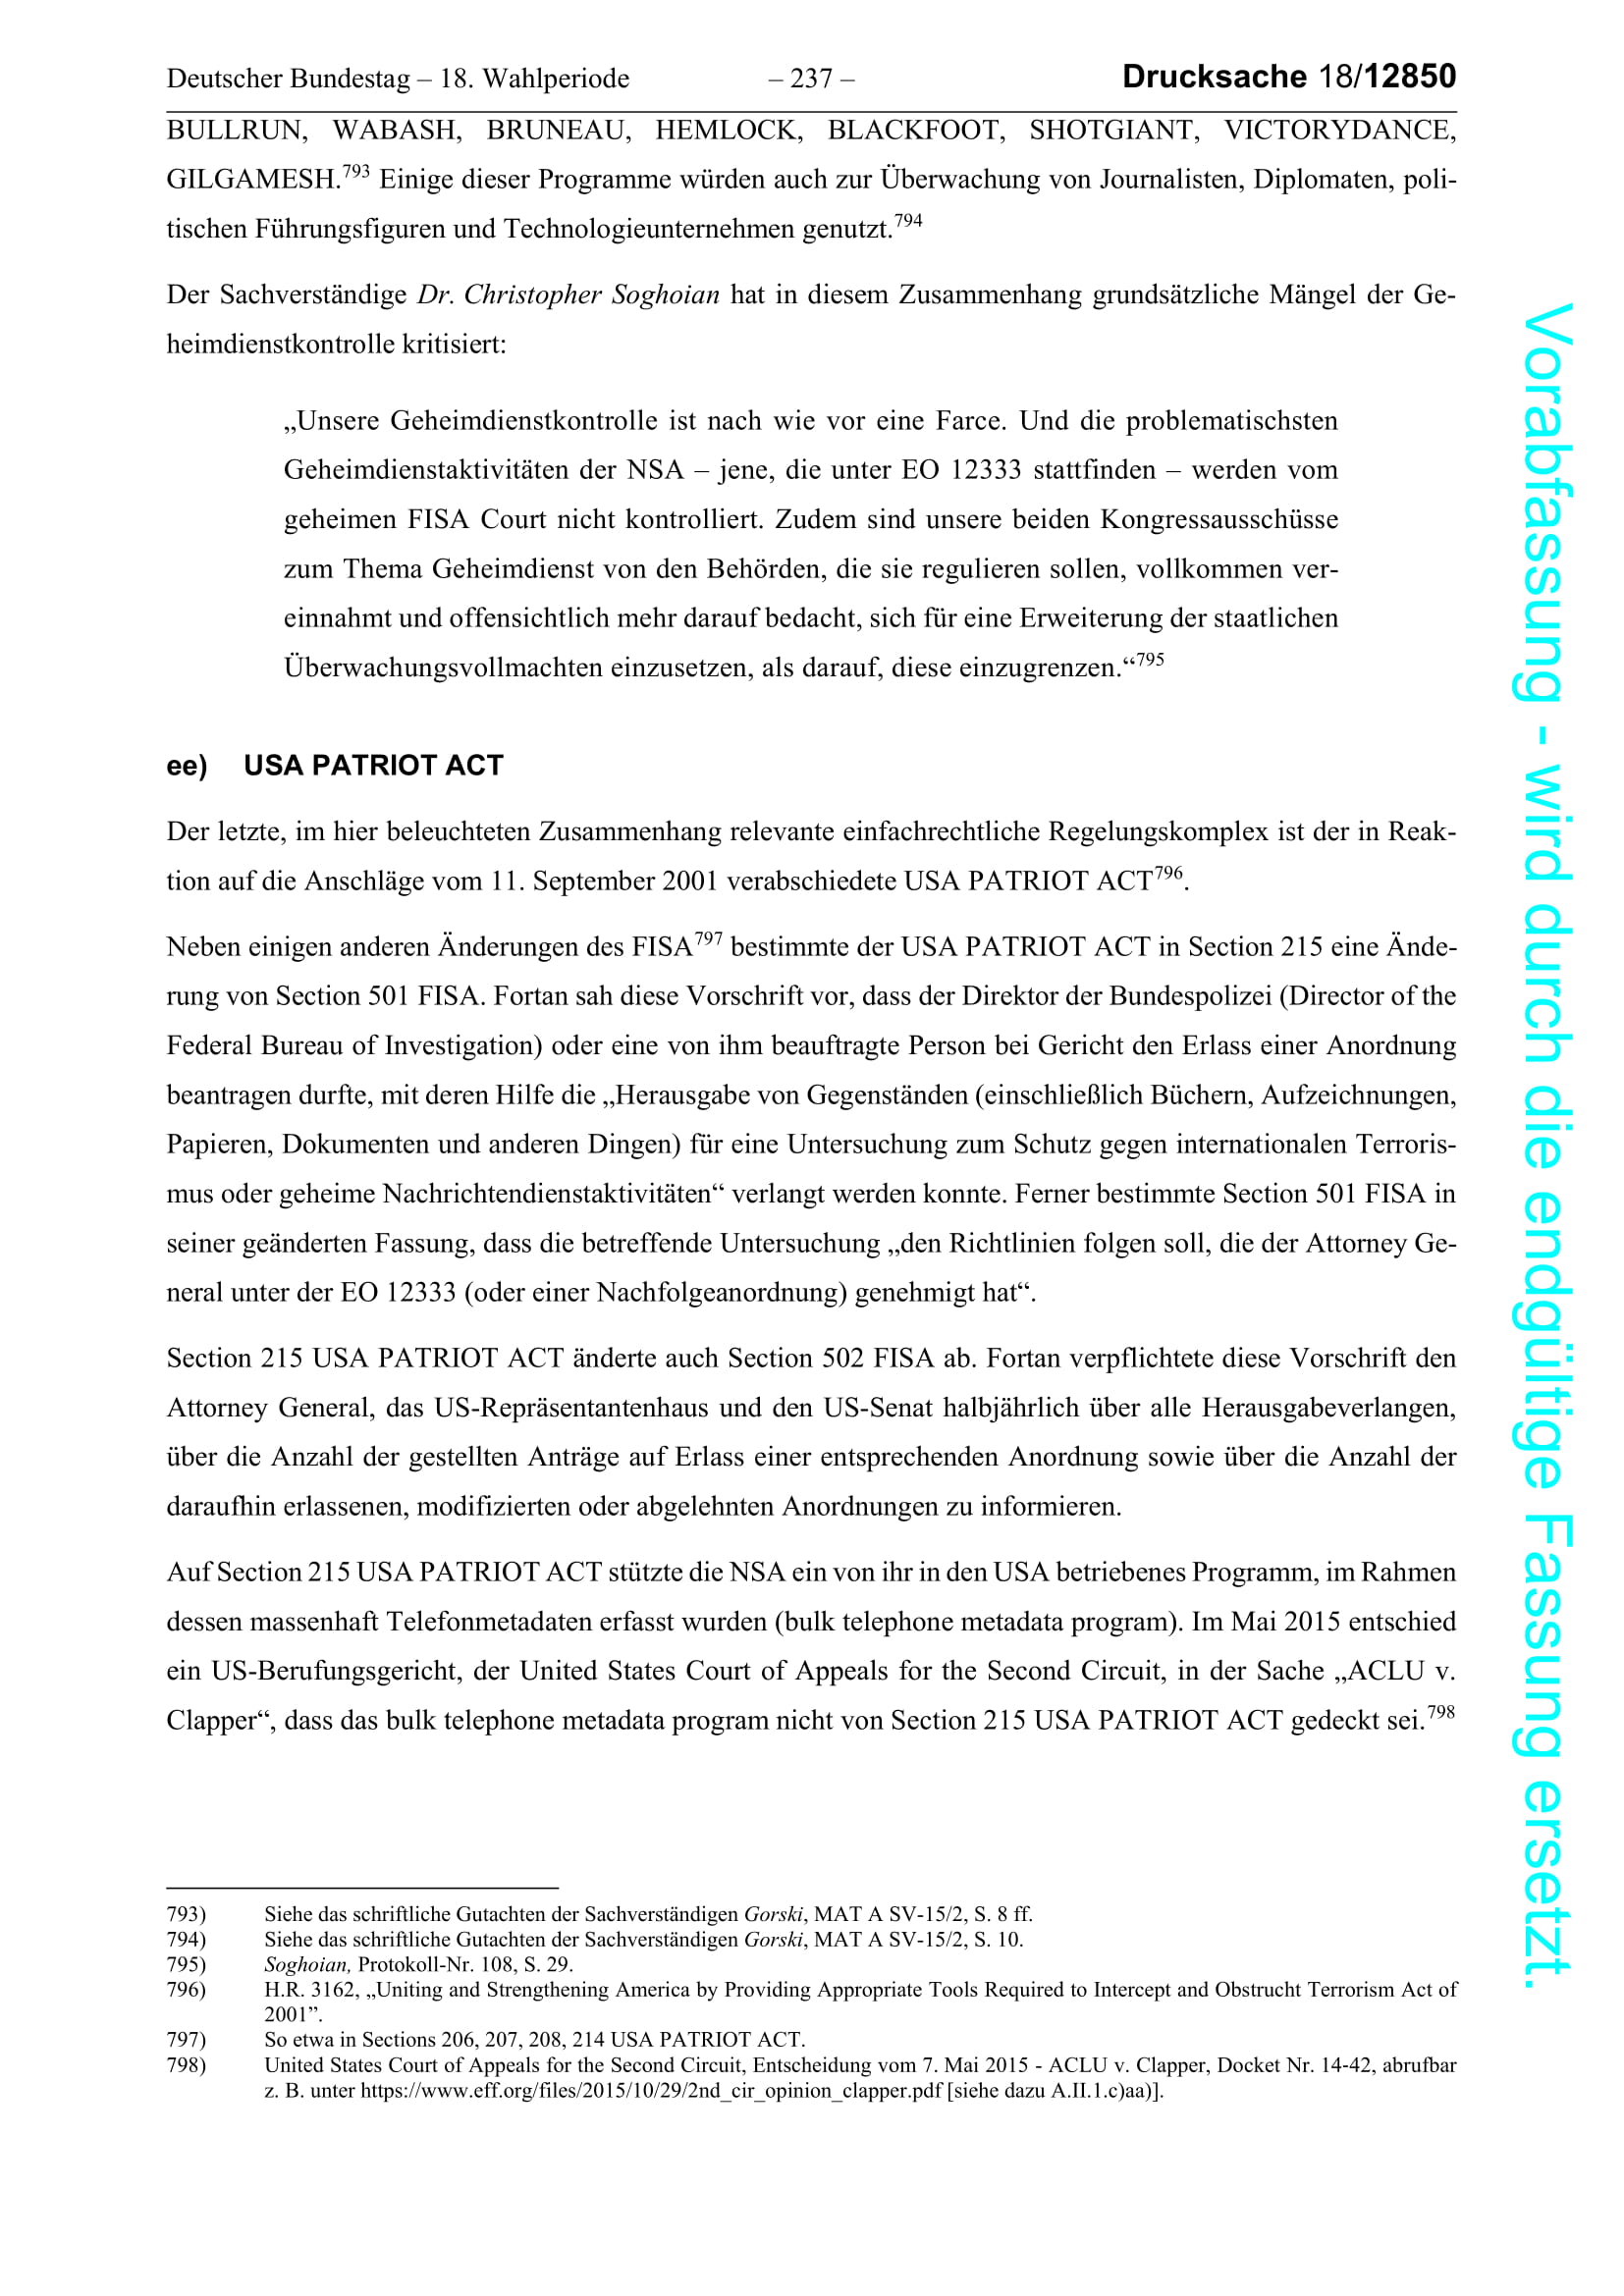 Deutscher Bundestag – 18. Wahlperiode – 237 – Drucksache 18/12850
BULLRUN, WABASH, BRUNEAU, HEMLOCK, BLACKFOOT, SHOTGIANT, VICTORYDANCE,
GILGAMESH.793 Einige dieser Programme würden auch zur Überwachung von Journalisten, Diplomaten, poli-
tischen Führungsfiguren und Technologieunternehmen genutzt.794
Der Sachverständige Dr. Christopher Soghoian hat in diesem Zusammenhang grundsätzliche Mängel der Ge-
heimdienstkontrolle kritisiert:
„Unsere Geheimdienstkontrolle ist nach wie vor eine Farce. Und die problematischsten
Geheimdienstaktivitäten der NSA – jene, die unter EO 12333 stattfinden – werden vom
geheimen FISA Court nicht kontrolliert. Zudem sind unsere beiden Kongressausschüsse
zum Thema Geheimdienst von den Behörden, die sie regulieren sollen, vollkommen ver-
einnahmt und offensichtlich mehr darauf bedacht, sich für eine Erweiterung der staatlichen
Überwachungsvollmachten einzusetzen, als darauf, diese einzugrenzen.“795
ee) USA PATRIOT ACT
Der letzte, im hier beleuchteten Zusammenhang relevante einfachrechtliche Regelungskomplex ist der in Reak-
tion auf die Anschläge vom 11. September 2001 verabschiedete USA PATRIOT ACT796.
Neben einigen anderen Änderungen des FISA797 bestimmte der USA PATRIOT ACT in Section 215 eine Ände-
rung von Section 501 FISA. Fortan sah diese Vorschrift vor, dass der Direktor der Bundespolizei (Director of the
Federal Bureau of Investigation) oder eine von ihm beauftragte Person bei Gericht den Erlass einer Anordnung
beantragen durfte, mit deren Hilfe die „Herausgabe von Gegenständen (einschließlich Büchern, Aufzeichnungen,
Papieren, Dokumenten und anderen Dingen) für eine Untersuchung zum Schutz gegen internationalen Terroris-
mus oder geheime Nachrichtendienstaktivitäten“ verlangt werden konnte. Ferner bestimmte Section 501 FISA in
seiner geänderten Fassung, dass die betreffende Untersuchung „den Richtlinien folgen soll, die der Attorney Ge-
neral unter der EO 12333 (oder einer Nachfolgeanordnung) genehmigt hat“.
Section 215 USA PATRIOT ACT änderte auch Section 502 FISA ab. Fortan verpflichtete diese Vorschrift den
Attorney General, das US-Repräsentantenhaus und den US-Senat halbjährlich über alle Herausgabeverlangen,
über die Anzahl der gestellten Anträge auf Erlass einer entsprechenden Anordnung sowie über die Anzahl der
daraufhin erlassenen, modifizierten oder abgelehnten Anordnungen zu informieren.
Auf Section 215 USA PATRIOT ACT stützte die NSA ein von ihr in den USA betriebenes Programm, im Rahmen
dessen massenhaft Telefonmetadaten erfasst wurden (bulk telephone metadata program). Im Mai 2015 entschied
ein US-Berufungsgericht, der United States Court of Appeals for the Second Circuit, in der Sache „ACLU v.
Clapper“, dass das bulk telephone metadata program nicht von Section 215 USA PATRIOT ACT gedeckt sei.798
793) Siehe das schriftliche Gutachten der Sachverständigen Gorski, MAT A SV-15/2, S. 8 ff.
794) Siehe das schriftliche Gutachten der Sachverständigen Gorski, MAT A SV-15/2, S. 10.
795) Soghoian, Protokoll-Nr. 108, S. 29.
796) H.R. 3162, „Uniting and Strengthening America by Providing Appropriate Tools Required to Intercept and Obstrucht Terrorism Act of
2001”.
797) So etwa in Sections 206, 207, 208, 214 USA PATRIOT ACT.
798) United States Court of Appeals for the Second Circuit, Entscheidung vom 7. Mai 2015 - ACLU v. Clapper, Docket Nr. 14-42, abrufbar
z. B. unter https://www.eff.org/files/2015/10/29/2nd_cir_opinion_clapper.pdf [siehe dazu A.II.1.c)aa)].
Vorabfassung - wird durch die endgültige Fassung ersetzt.